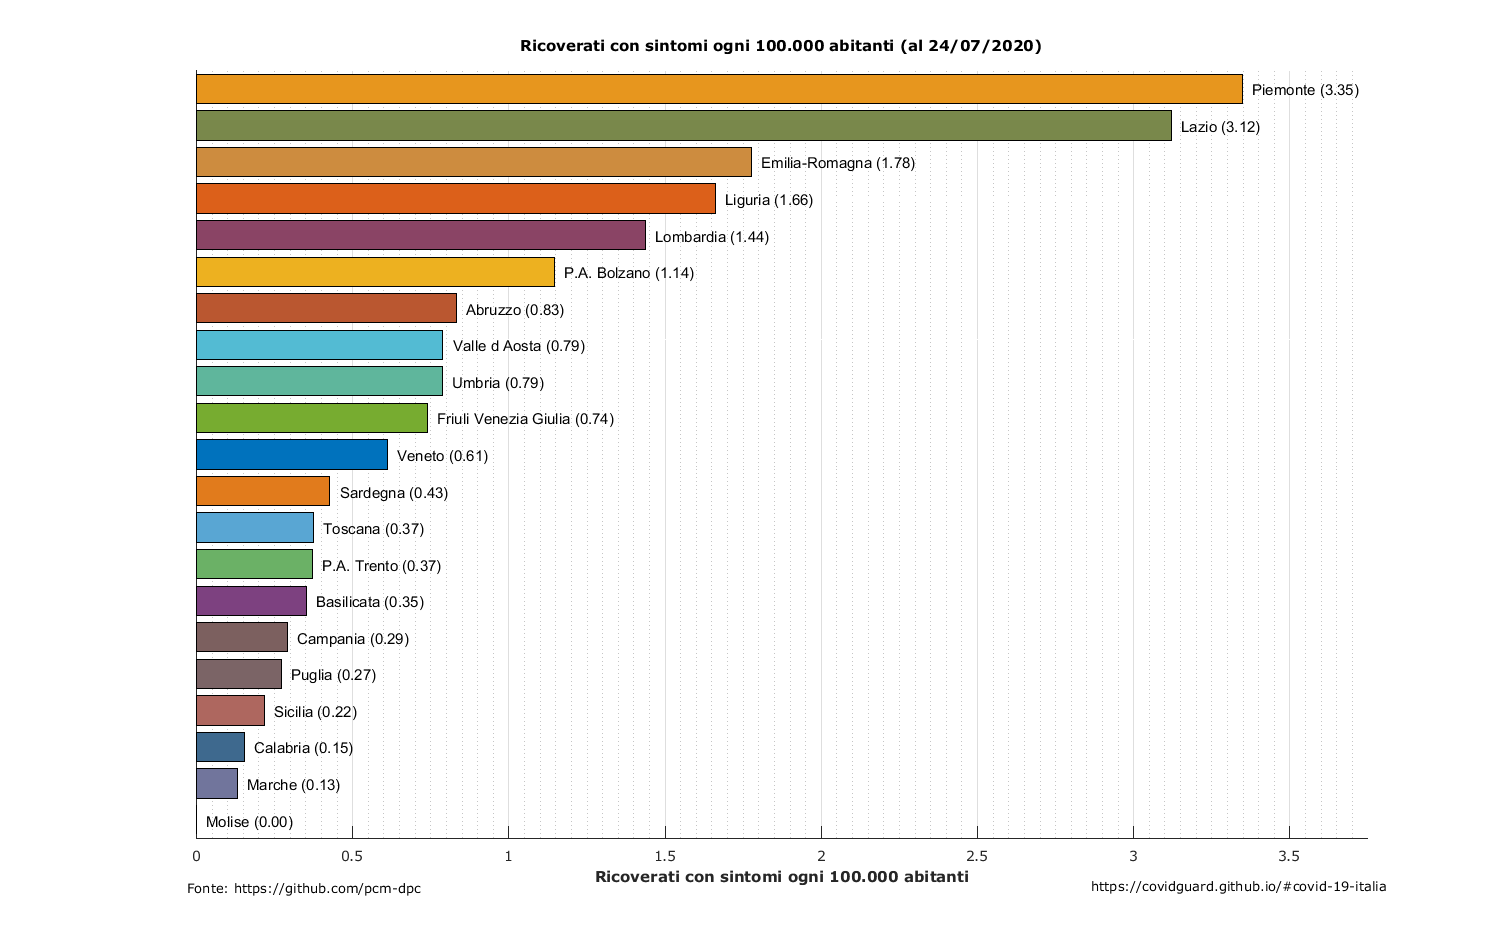 Ricoverati con sintomi ogni 100.000 abitanti (al 24/07/2020)
Piemonte (3.35)
Lazio (3.12)
Emilia-Romagna (1.78)
Liguria (1.66)
Lombardia (1.44)
P.A. Bolzano (1.14)
Abruzzo (0.83)
Valle d Aosta (0.79)
Umbria (0.79)
Friuli Venezia Giulia (0.74)
Veneto (0.61)
Sardegna (0.43)
Toscana (0.37)
P.A. Trento (0.37)
Basilicata (0.35)
Campania (0.29)
Puglia (0.27)
Sicilia (0.22)
Calabria (0.15)
Marche (0.13)
Molise (0.00)
0 0.5 1 1.5 2 2.5 3 3.5
Ricoverati con sintomi ogni 100.000 abitanti
Fonte: https://github.com/pcm-dpc
https://covidguard.github.io/#covid-19-italia